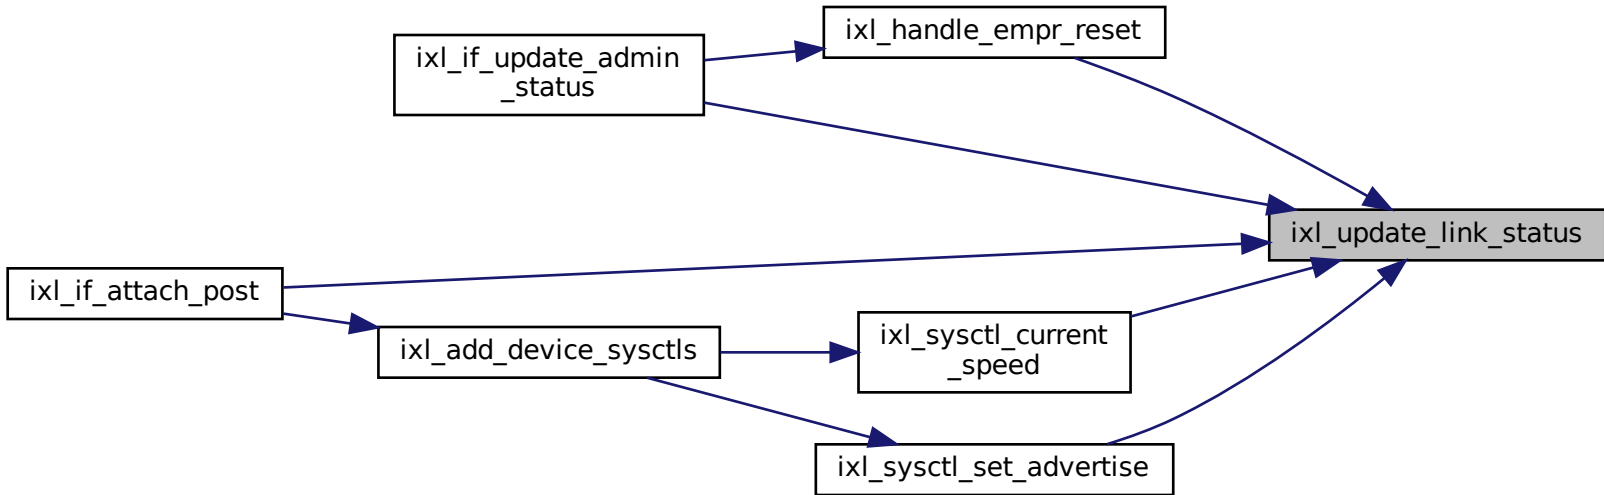 ixl_handle_empr_reset
ixl_if_update_admin
_status
ixl_update_link_status
ixl_if_attach_post
ixl_add_device_sysctls
ixl_sysctl_current
_speed
ixl_sysctl_set_advertise